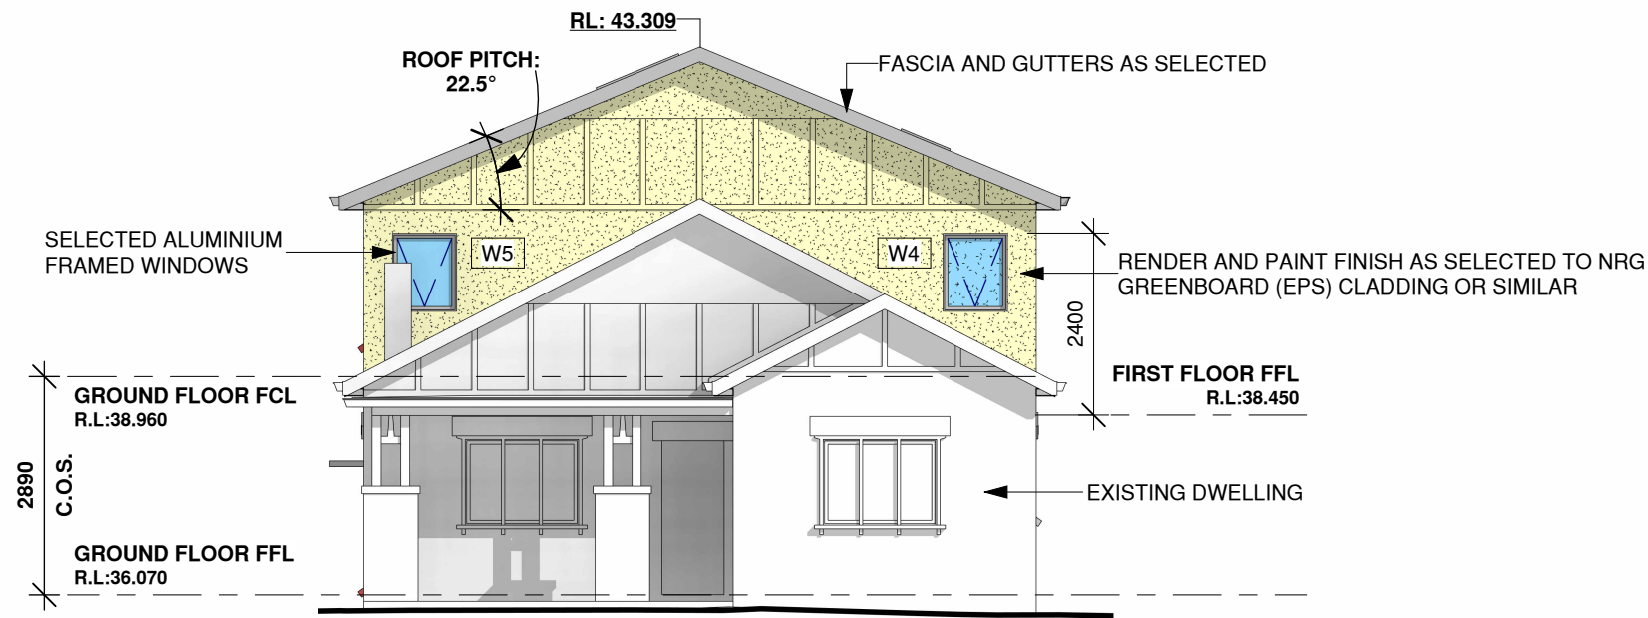 RL: 43.309
ROOF PITCH:
22.5°
FASCIA AND GUTTERS AS SELECTED
SELECTED ALUMINIUM
FRAMED WINDOWS
W5
W4
RENDER AND PAINT FINISH AS SELECTED TO NRG
GREENBOARD (EPS) CLADDING OR SIMILAR
2400
GROUND FLOOR FCL
R.L:38.960
FIRST FLOOR FFL
R.L:38.450
2890
C.O.S.
EXISTING DWELLING
GROUND FLOOR FFL
R.L:36.070